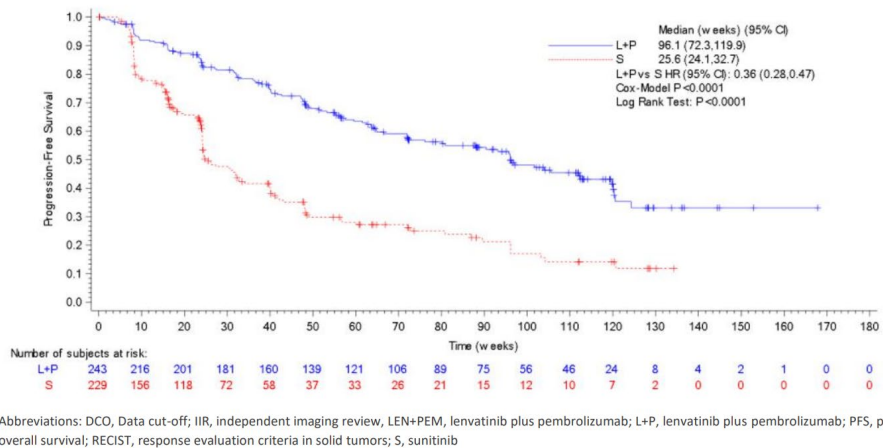 Median (weeks) (95% CI)
L+P 96.1 (72.3,119.9)
S 25.6 (24.1,32.7)
L+P vs S HR (95% CI): 0.36 (0.28,0.47)
Cox-Model P<0.0001
Log Rank Test: P<0.0001
Progression-Free Survival
1.0
0.9
0.8
0.7
0.6
0.5
0.4
0.3
0.2
0.1
0.0
0 10 20 30 40 50 60 70 80 90 100 110 120 130 140 150 160 170 180
Time (weeks)
Number of subjects at risk:
L+P 243 216 201 181 160 139 121 106 89 75 56 46 24 8 4 2 1 0 0
S 229 156 118 72 58 37 33 26 21 15 12 10 7 2 0 0 0 0 0
Abbreviations: DCO, Data cut-off; IIR, independent imaging review, LEN+PEM, lenvatinib plus pembrolizumab; L+P, lenvatinib plus pembrolizumab; PFS, p
overall survival; RECIST, response evaluation criteria in solid tumors; S, sunitinib